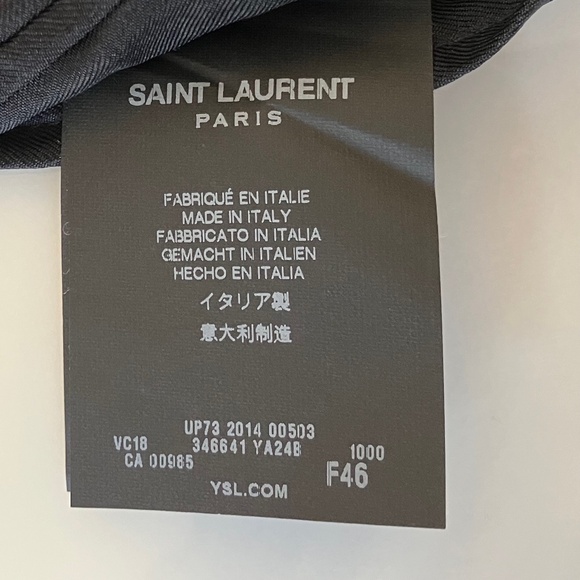 SAINT LAURENT
PARIS
FABRIQUÉ EN ITALIE
MADE IN ITALY
FABBRICATO IN ITALIA
GEMACHT IN ITALIEN
HECHO EN ITALIA
イタリア製
意大利制造
UP73 2014 00503
VC18 346641 YA24B 1000
CA 00985 F46
YSL.COM